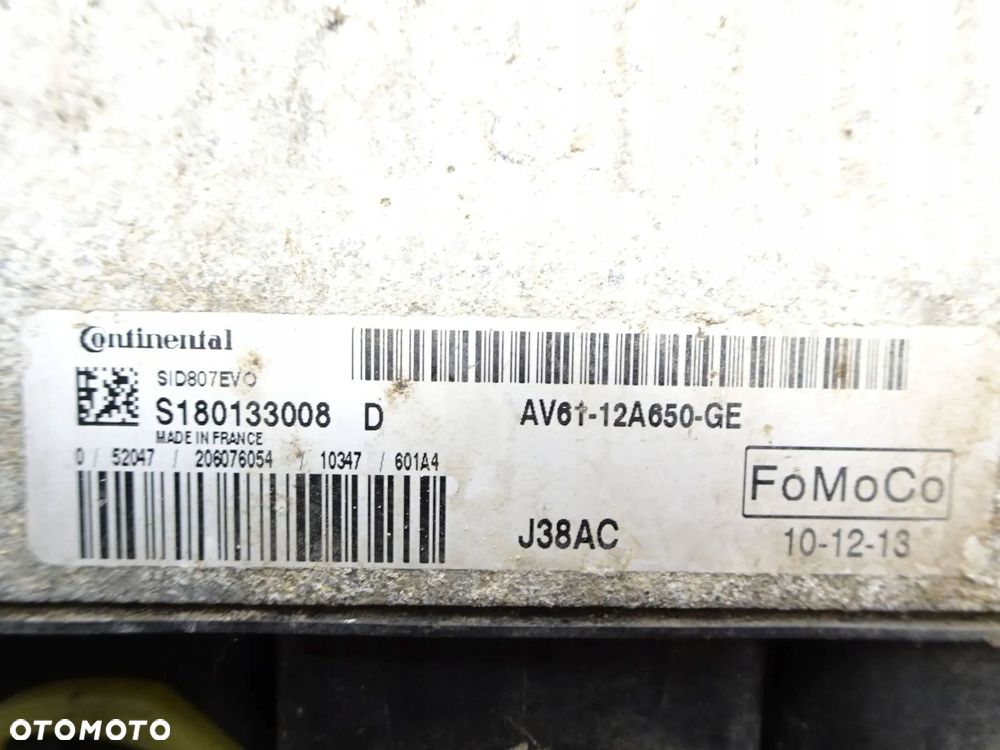 Continental
SID807EVO
S180133008 D
MADE IN FRANCE
0 / 52047 / 206076054 / 10347 / 601A4
AV61-12A650-GE
FoMoCo
J38AC
10-12-13
OTOMOTO